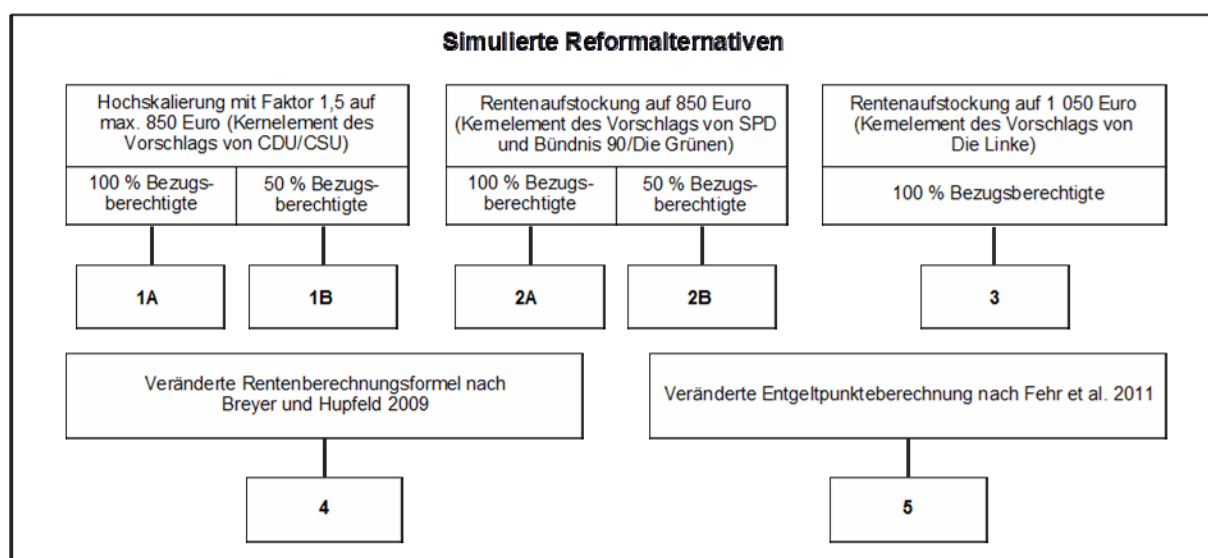 Simulierte Reformalternativen
Hochskalierung mit Faktor 1,5 auf
max. 850 Euro (Kernelement des
Vorschlags von CDU/CSU)
100 % Bezugs-
berechtigte
50 % Bezugs-
berechtigte
1A
1B
Rentenaufstockung auf 850 Euro
(Kernelement des Vorschlags von SPD
und Bündnis 90/Die Grünen)
100 % Bezugs-
berechtigte
50 % Bezugs-
berechtigte
2A
2B
Rentenaufstockung auf 1 050 Euro
(Kernelement des Vorschlags von
Die Linke)
100 % Bezugsberechtigte
3
Veränderte Rentenberechnungsformel nach
Breyer und Hupfeld 2009
4
Veränderte Entgeltpunkteberechnung nach Fehr et al. 2011
5